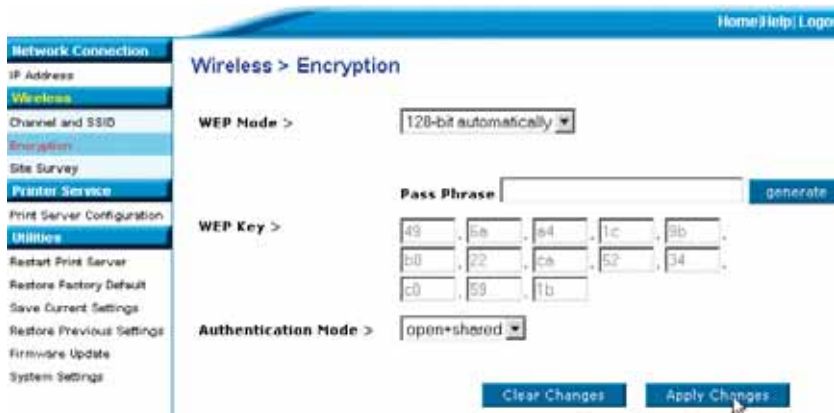 Home|Help| Logo
Network Connection
IP Address
Wireless
Channel and SSID
Encryption
Site Survey
Printer Service
Print Server Configuration
Utilities
Restart Print Server
Restore Factory Default
Save Current Settings
Restore Previous Settings
Firmware Update
System Settings
Wireless > Encryption
WEP Mode > 128-bit automatically
Pass Phrase generate
WEP Key > 49 . 6a . a4 . 1c . 9b .
b0 . 22 . ca . 52 . 34 .
c0 . 59 . 1b
Authentication Mode > open+shared
Clear Changes Apply Changes